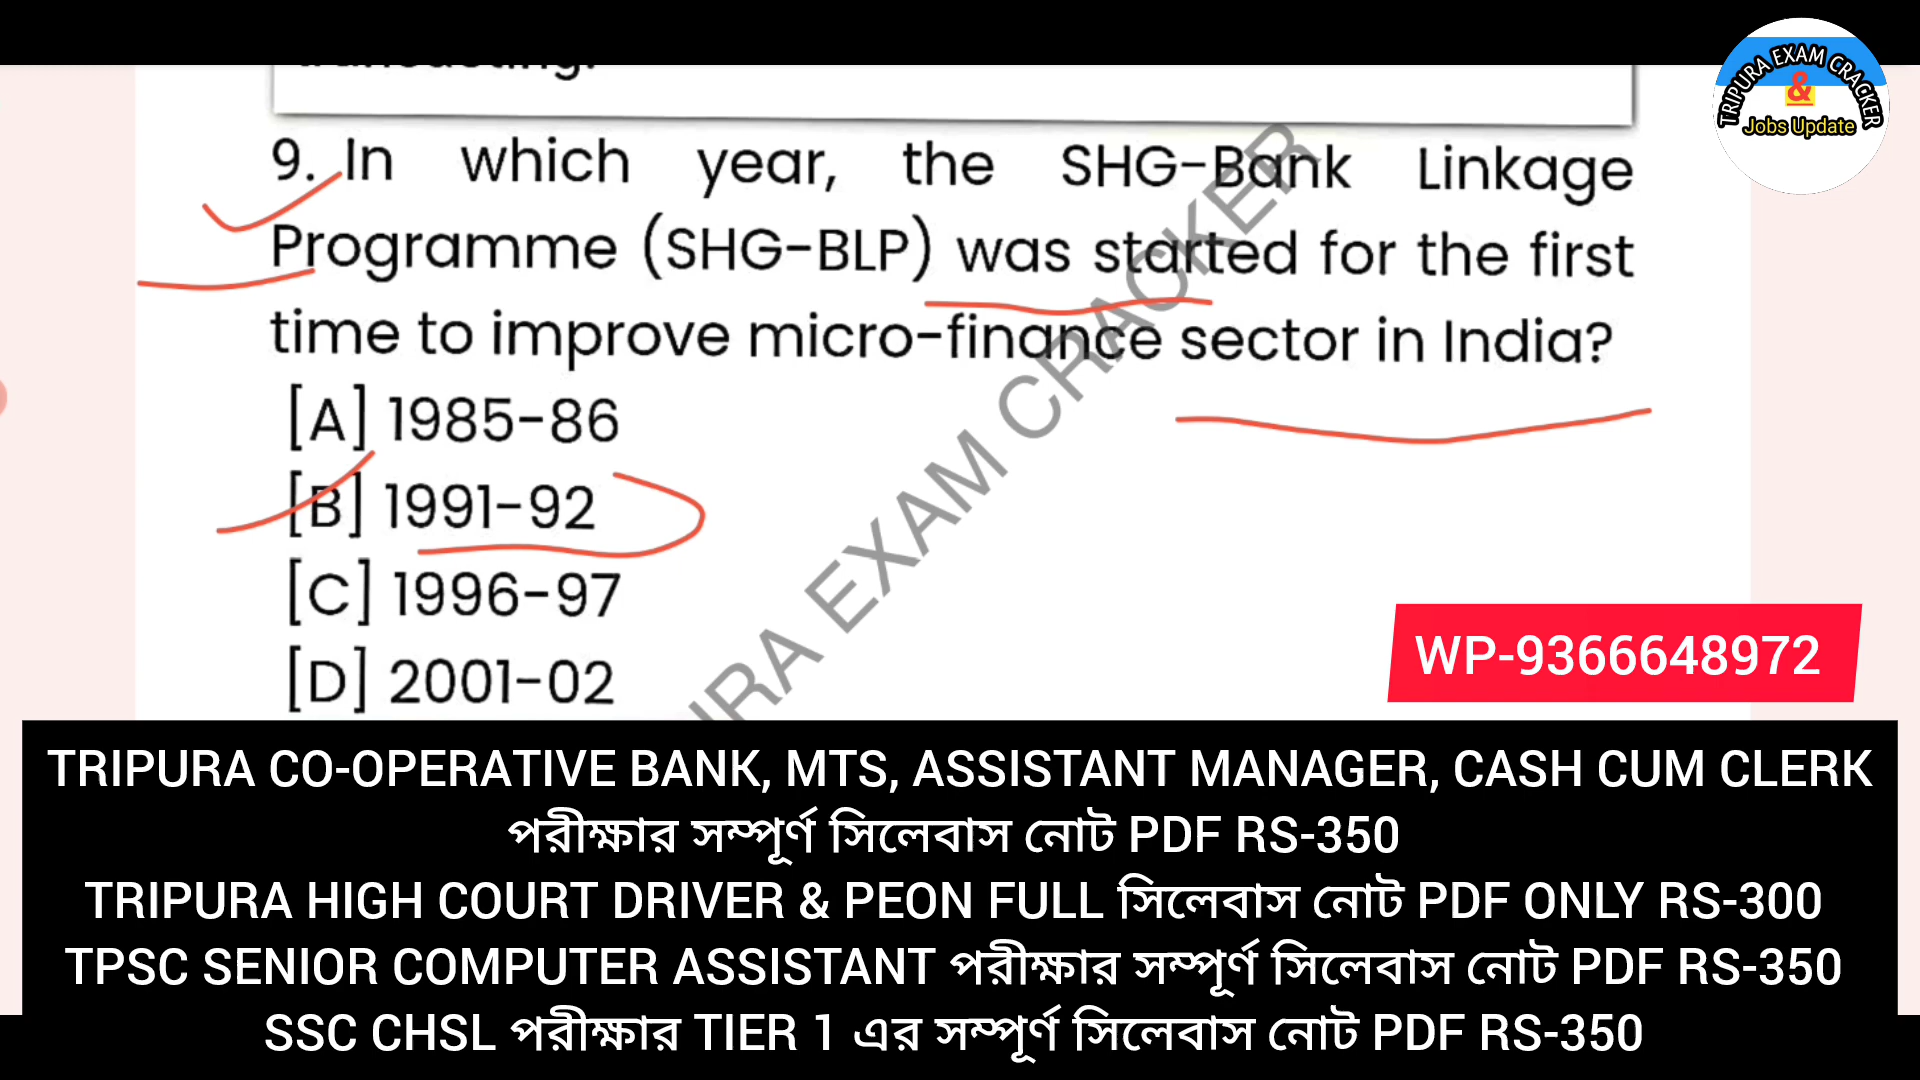 TRIPURA EXAM CRACKER
&
Jobs Update
9. In which year, the SHG-Bank Linkage
Programme (SHG-BLP) was started for the first
time to improve micro-finance sector in India?
[A] 1985-86
[B] 1991-92
[C] 1996-97
[D] 2001-02
WP-9366648972
TRIPURA CO-OPERATIVE BANK, MTS, ASSISTANT MANAGER, CASH CUM CLERK
পরীক্ষার সম্পূর্ণ সিলেবাস নোট PDF RS-350
TRIPURA HIGH COURT DRIVER & PEON FULL সিলেবাস নোট PDF ONLY RS-300
TPSC SENIOR COMPUTER ASSISTANT পরীক্ষার সম্পূর্ণ সিলেবাস নোট PDF RS-350
SSC CHSL পরীক্ষার TIER 1 এর সম্পূর্ণ সিলেবাস নোট PDF RS-350